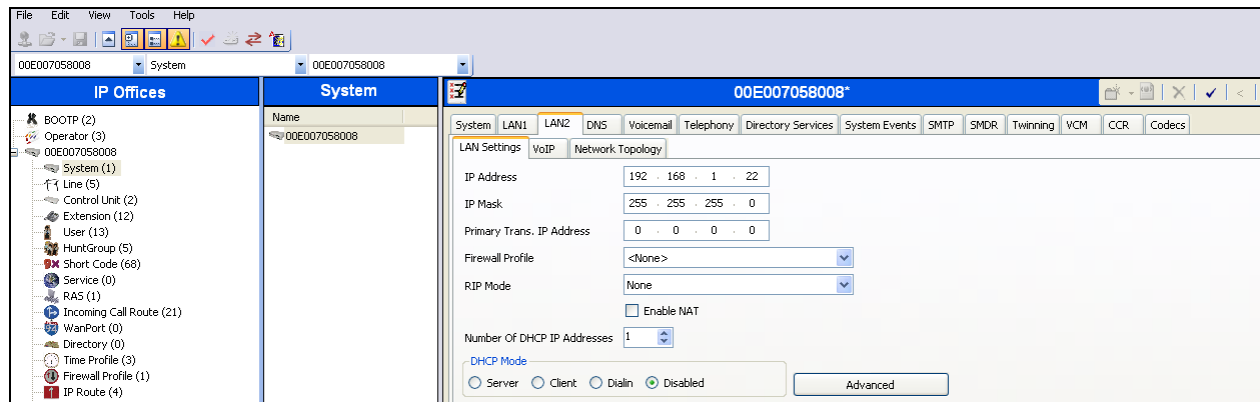 File Edit View Tools Help
00E007058008 System 00E007058008
IP Offices
BOOTP (2)
Operator (3)
00E007058008
System (1)
Line (5)
Control Unit (2)
Extension (12)
User (13)
HuntGroup (5)
Short Code (68)
Service (0)
RAS (1)
Incoming Call Route (21)
WanPort (0)
Directory (0)
Time Profile (3)
Firewall Profile (1)
IP Route (4)
System
Name
00E007058008
00E007058008*
System LAN1 LAN2 DNS Voicemail Telephony Directory Services System Events SMTP SMDR Twinning VCM CCR Codecs
LAN Settings VoIP Network Topology
IP Address 192 . 168 . 1 . 22
IP Mask 255 . 255 . 255 . 0
Primary Trans. IP Address 0 . 0 . 0 . 0
Firewall Profile <None>
RIP Mode None
Enable NAT
Number Of DHCP IP Addresses 1
DHCP Mode
Server Client Dialin Disabled Advanced